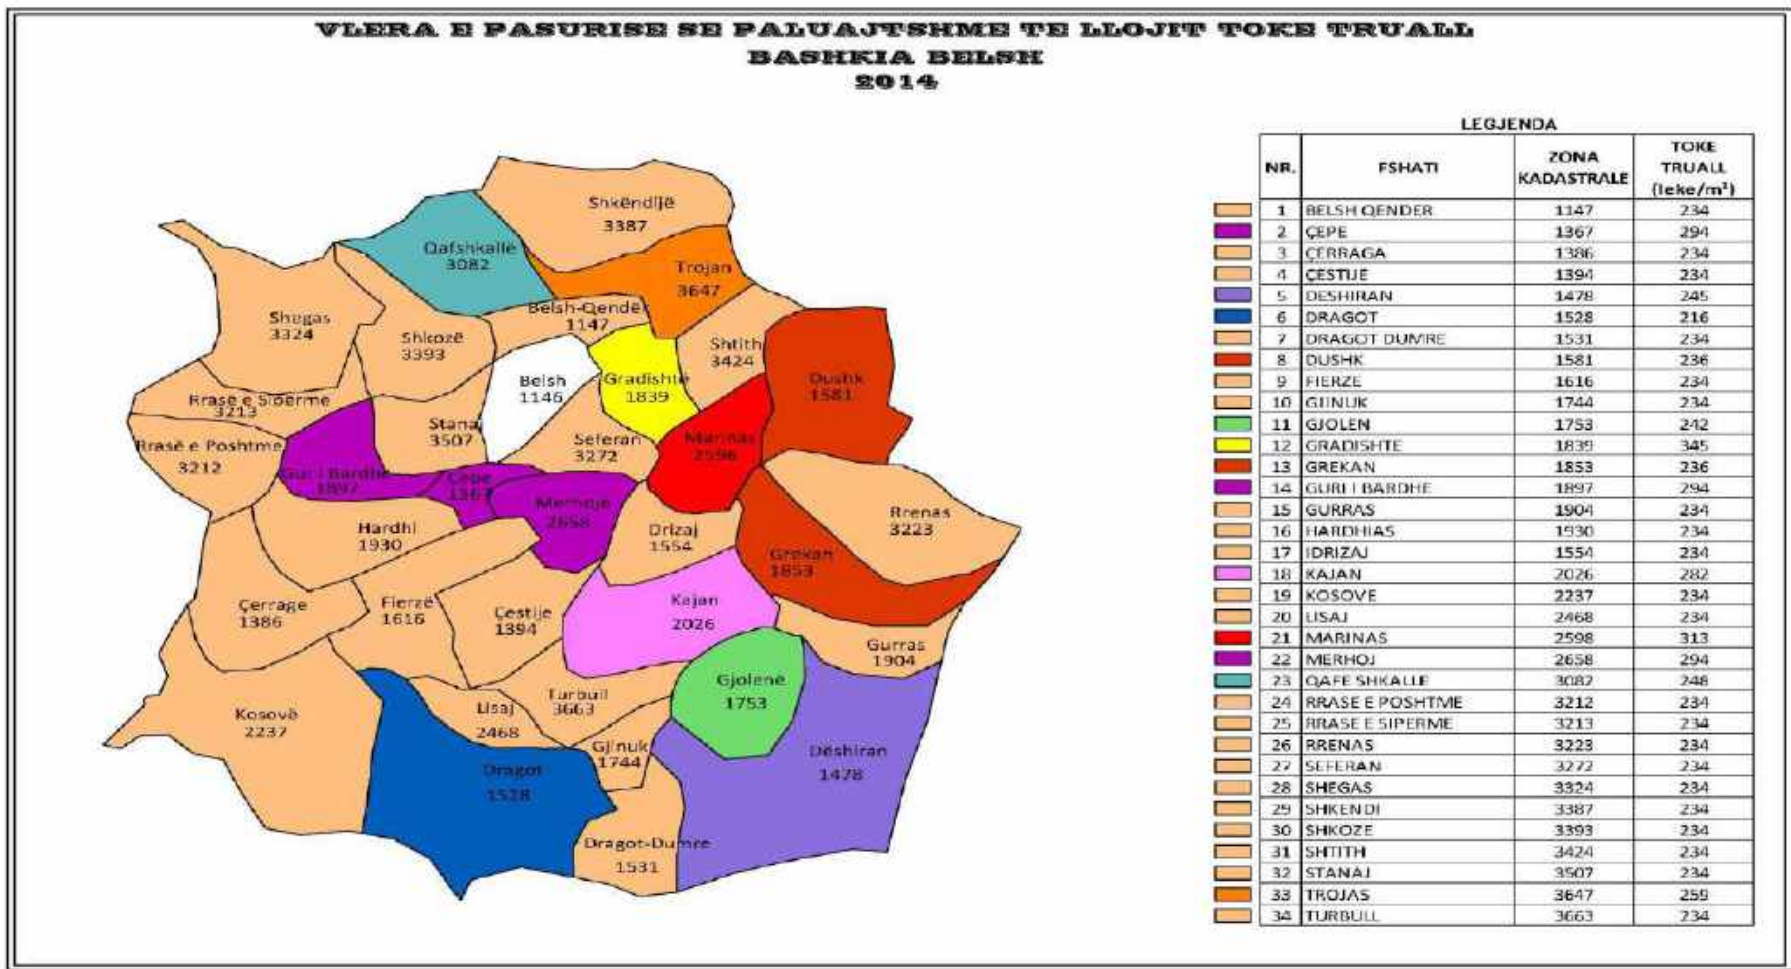 VLERA E PASURISE SE PALUAJTSHME TE LLOJIT TOKE TRUALL
BASHKIA BELSH
2014
Shkëndijë
3387
Qafshkallë
3082
Trojan
3647
Belsh-Qendë
1147
Shegas
3324
Shkozë
3393
Shtith
3424
Belsh
1146
Gradishtë
1839
Dushk
1581
Rrasë e Sipërme
3213
Stanaj
3507
Seferan
3272
Marinas
2598
Rrasë e Poshtme
3212
Guri i Bardhe
1897
Çepe
1367
Merhoje
2658
Hardhi
1930
Drizaj
1554
Rrenas
3223
Grekan
1853
Çerrage
1386
Fierzë
1616
Çestije
1394
Kajan
2026
Gurras
1904
Gjolenë
1753
Turbull
3663
Lisaj
2468
Kosovë
2237
Gjinuk
1744
Dëshiran
1478
Dragot
1528
Dragot-Dumre
1531
LEGJENDA
NR. FSHATI ZONA KADASTRALE TOKE TRUALL (leke/m²)
1 BELSH QENDER 1147 234
2 ÇEPE 1367 294
3 ÇERRAGA 1386 234
4 ÇESTIJE 1394 234
5 DESHIRAN 1478 245
6 DRAGOT 1528 216
7 DRAGOT DUMRE 1531 234
8 DUSHK 1581 236
9 FIERZE 1616 234
10 GJINUK 1744 234
11 GJOLEN 1753 242
12 GRADISHTE 1839 345
13 GREKAN 1853 236
14 GURI I BARDHE 1897 294
15 GURRAS 1904 234
16 HARDHIAS 1930 234
17 IDRIZAJ 1554 234
18 KAJAN 2026 282
19 KOSOVE 2237 234
20 LISAJ 2468 234
21 MARINAS 2598 313
22 MERHOJ 2658 294
23 QAFE SHKALLE 3082 248
24 RRASE E POSHTME 3212 234
25 RRASE E SIPERME 3213 234
26 RRENAS 3223 234
27 SEFERAN 3272 234
28 SHEGAS 3324 234
29 SHKENDI 3387 234
30 SHKOZE 3393 234
31 SHTITH 3424 234
32 STANAJ 3507 234
33 TROJAS 3647 259
34 TURBULL 3663 234